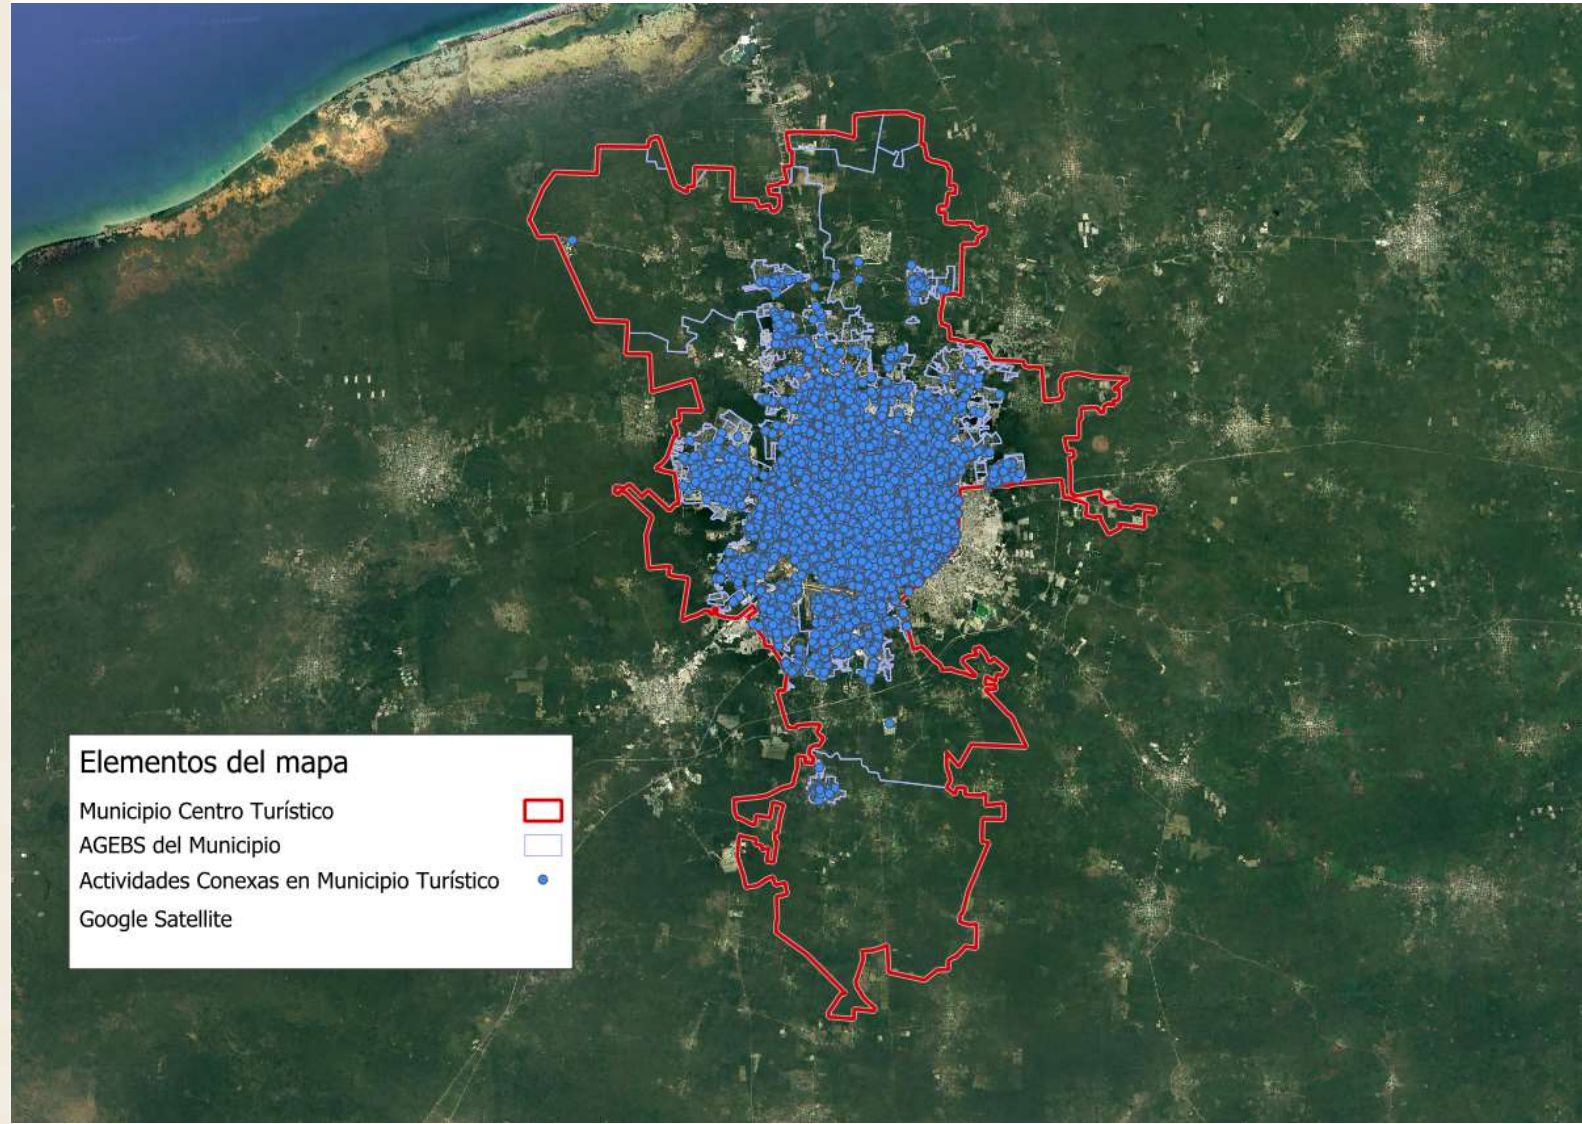 Elementos del mapa
Municipio Centro Turístico
AGEBS del Municipio
Actividades Conexas en Municipio Turístico
Google Satellite